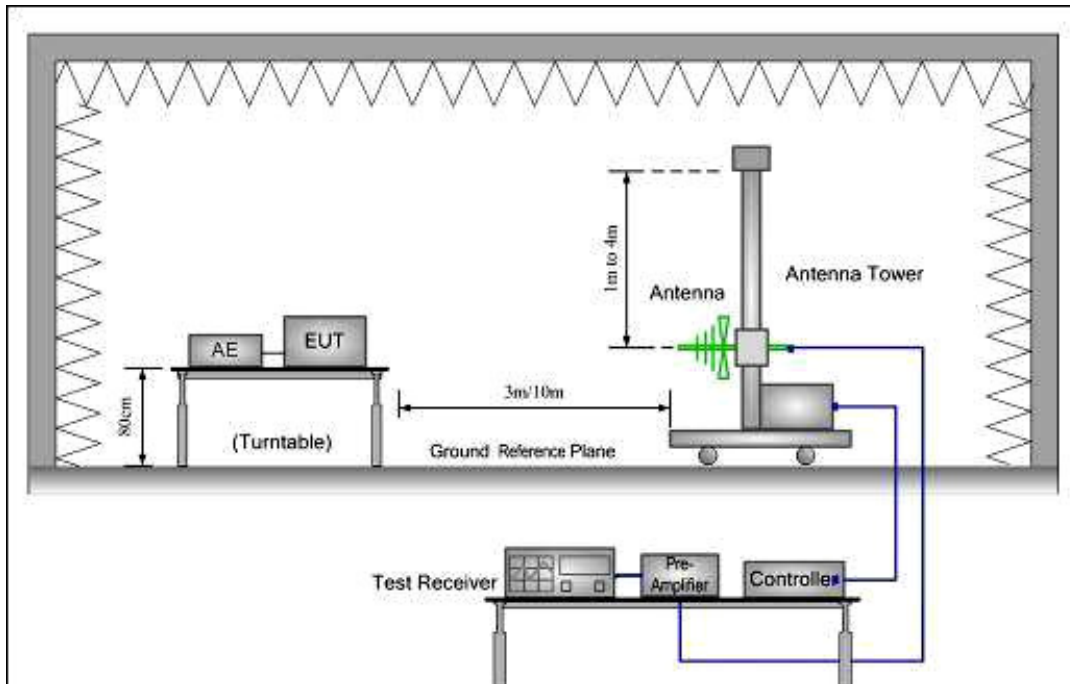 1m to 4m
Antenna
Antenna Tower
AE
EUT
80cm
(Turntable)
3m/10m
Ground Reference Plane
Test Receiver
Pre-
Amplifier
Controller